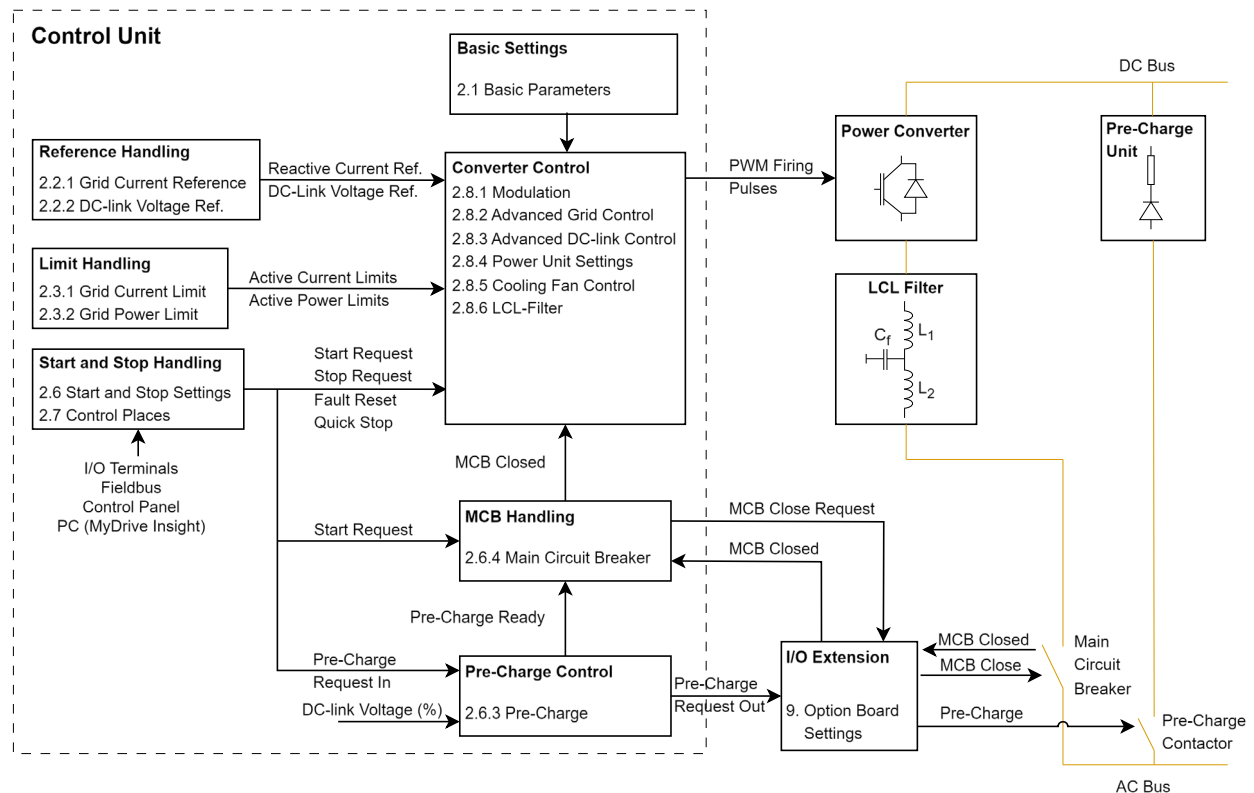 Control Unit
Basic Settings
2.1 Basic Parameters
Reference Handling
2.2.1 Grid Current Reference
2.2.2 DC-link Voltage Ref.
Reactive Current Ref.
DC-Link Voltage Ref.
Limit Handling
2.3.1 Grid Current Limit
2.3.2 Grid Power Limit
Active Current Limits
Active Power Limits
Start and Stop Handling
2.6 Start and Stop Settings
2.7 Control Places
Start Request
Stop Request
Fault Reset
Quick Stop
I/O Terminals
Fieldbus
Control Panel
PC (MyDrive Insight)
Converter Control
2.8.1 Modulation
2.8.2 Advanced Grid Control
2.8.3 Advanced DC-link Control
2.8.4 Power Unit Settings
2.8.5 Cooling Fan Control
2.8.6 LCL-Filter
MCB Closed
Start Request
MCB Handling
2.6.4 Main Circuit Breaker
Pre-Charge Ready
Pre-Charge
Request In
DC-link Voltage (%)
Pre-Charge Control
2.6.3 Pre-Charge
PWM Firing
Pulses
DC Bus
Power Converter
Pre-Charge
Unit
LCL Filter
Cf
L1
L2
MCB Close Request
MCB Closed
Pre-Charge
Request Out
I/O Extension
9. Option Board
Settings
MCB Closed
MCB Close
Pre-Charge
Main
Circuit
Breaker
Pre-Charge
Contactor
AC Bus